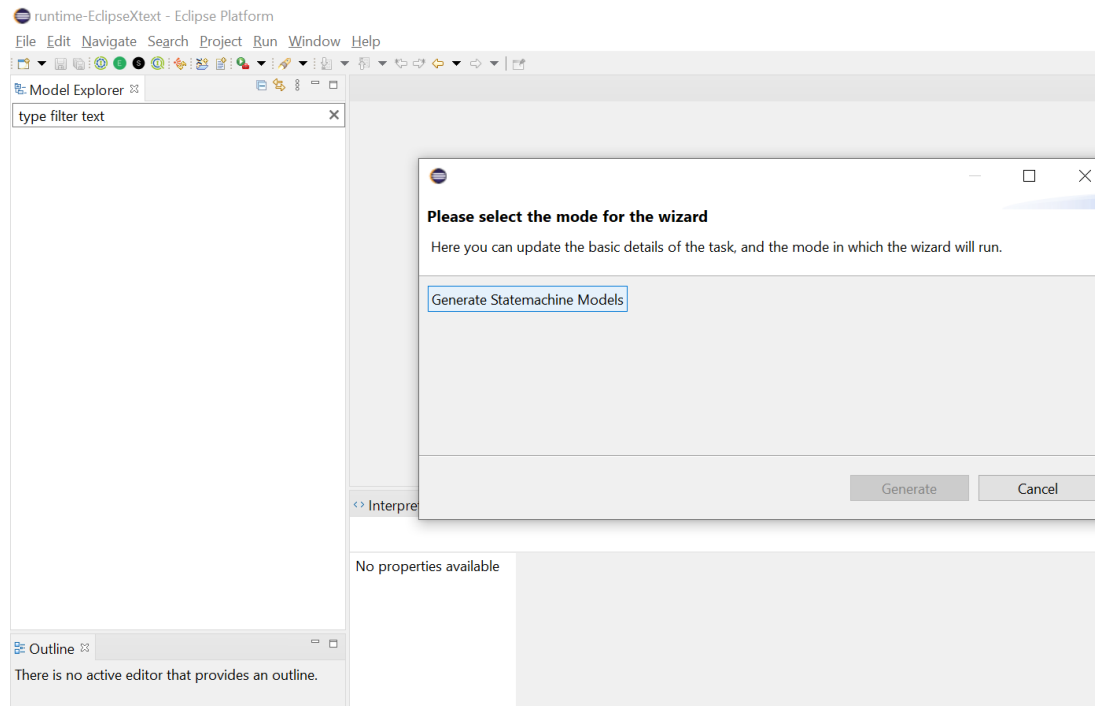 runtime-EclipseXtext - Eclipse Platform
File Edit Navigate Search Project Run Window Help
Model Explorer
type filter text
Please select the mode for the wizard
Here you can update the basic details of the task, and the mode in which the wizard will run.
Generate Statemachine Models
Generate Cancel
Interpre
No properties available
Outline
There is no active editor that provides an outline.